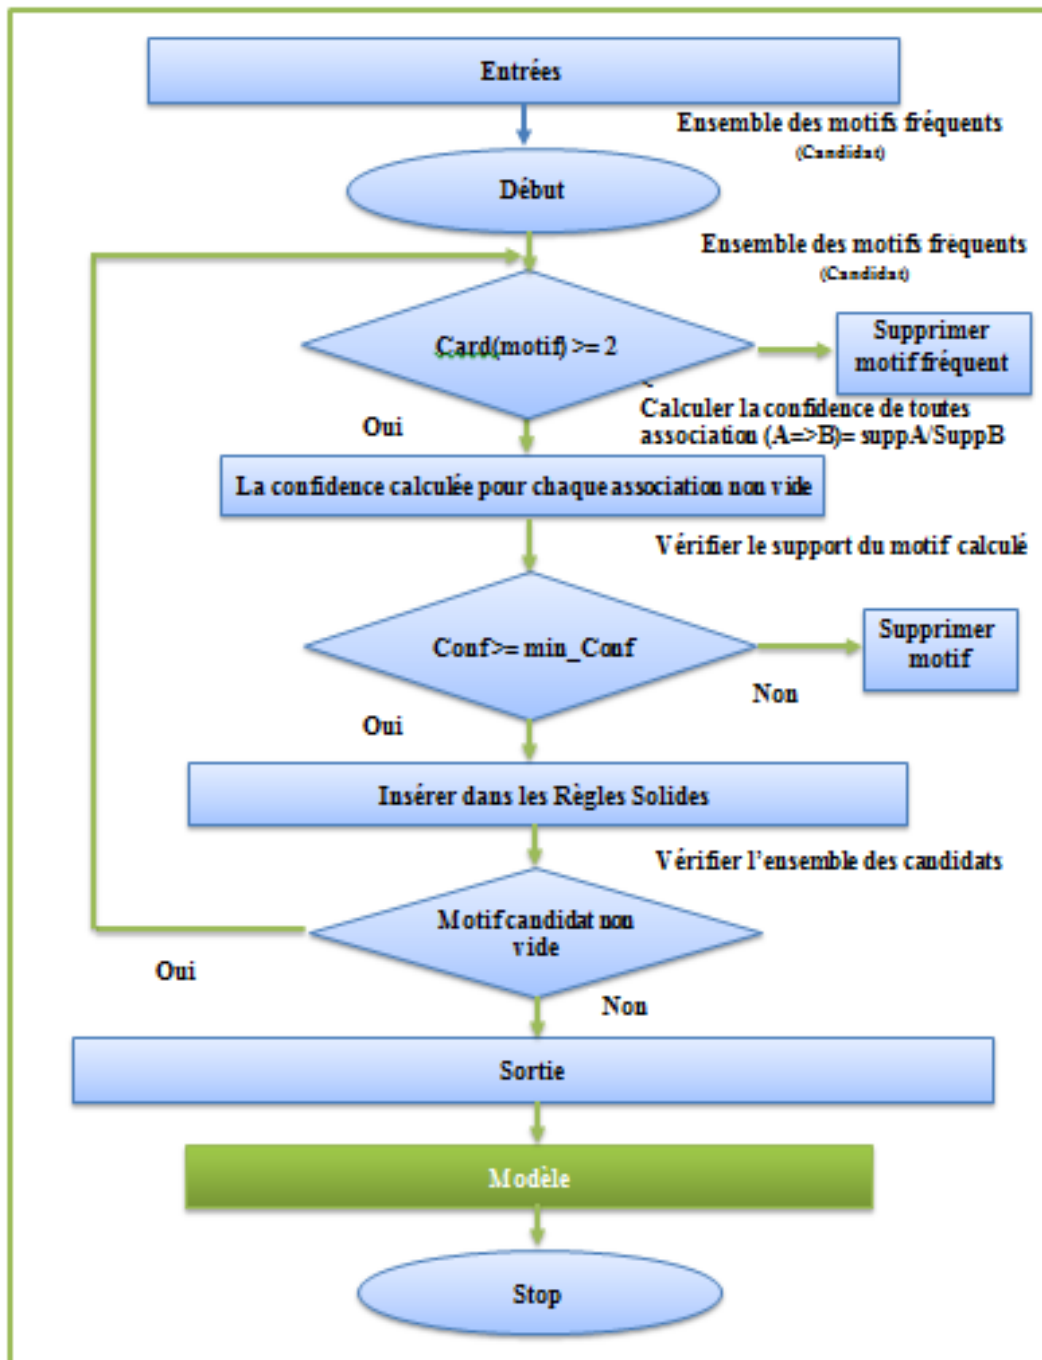 Entrées
Ensemble des motifs fréquents
(Candidat)
Début
Ensemble des motifs fréquents
(Candidat)
Card(motif) >= 2
Supprimer
motif fréquent
Oui
Calculer la confidence de toutes
association (A=>B)= suppA/SuppB
La confidence calculée pour chaque association non vide
Vérifier le support du motif calculé
Conf>= min_Conf
Supprimer
motif
Non
Oui
Insérer dans les Règles Solides
Vérifier l'ensemble des candidats
Motif candidat non
vide
Oui
Non
Sortie
Modèle
Stop